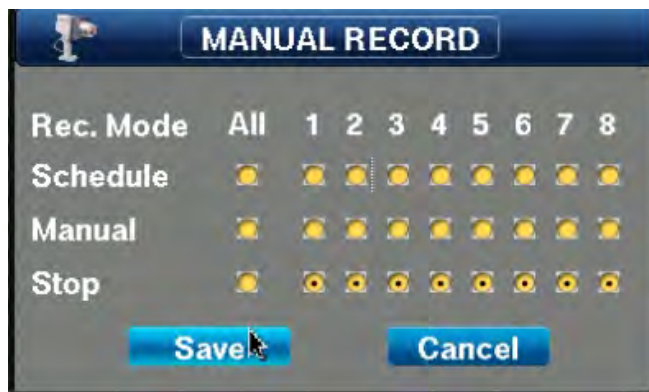 MANUAL RECORD
Rec. Mode All 1 2 3 4 5 6 7 8
Schedule
Manual
Stop
Save Cancel